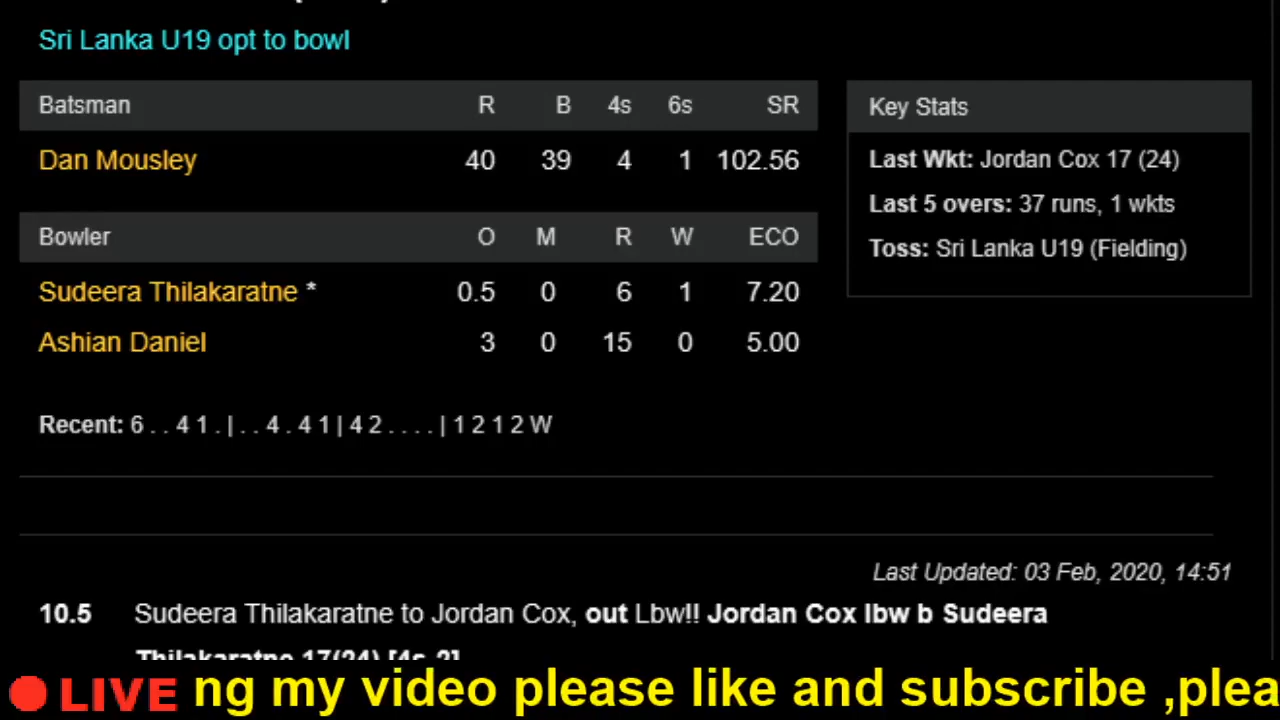 Sri Lanka U19 opt to bowl
Batsman R B 4s 6s SR
Dan Mousley 40 39 4 1 102.56
Bowler O M R W ECO
Sudeera Thilakaratne * 0.5 0 6 1 7.20
Ashian Daniel 3 0 15 0 5.00
Recent: 6 . . 4 1 . | . . 4 . 4 1 | 4 2 . . . . | 1 2 1 2 W
Key Stats
Last Wkt: Jordan Cox 17 (24)
Last 5 overs: 37 runs, 1 wkts
Toss: Sri Lanka U19 (Fielding)
Last Updated: 03 Feb, 2020, 14:51
10.5 Sudeera Thilakaratne to Jordan Cox, out Lbw!! Jordan Cox lbw b Sudeera
Thilakaratne 17(24) [4s-2]
LIVE ng my video please like and subscribe ,plea